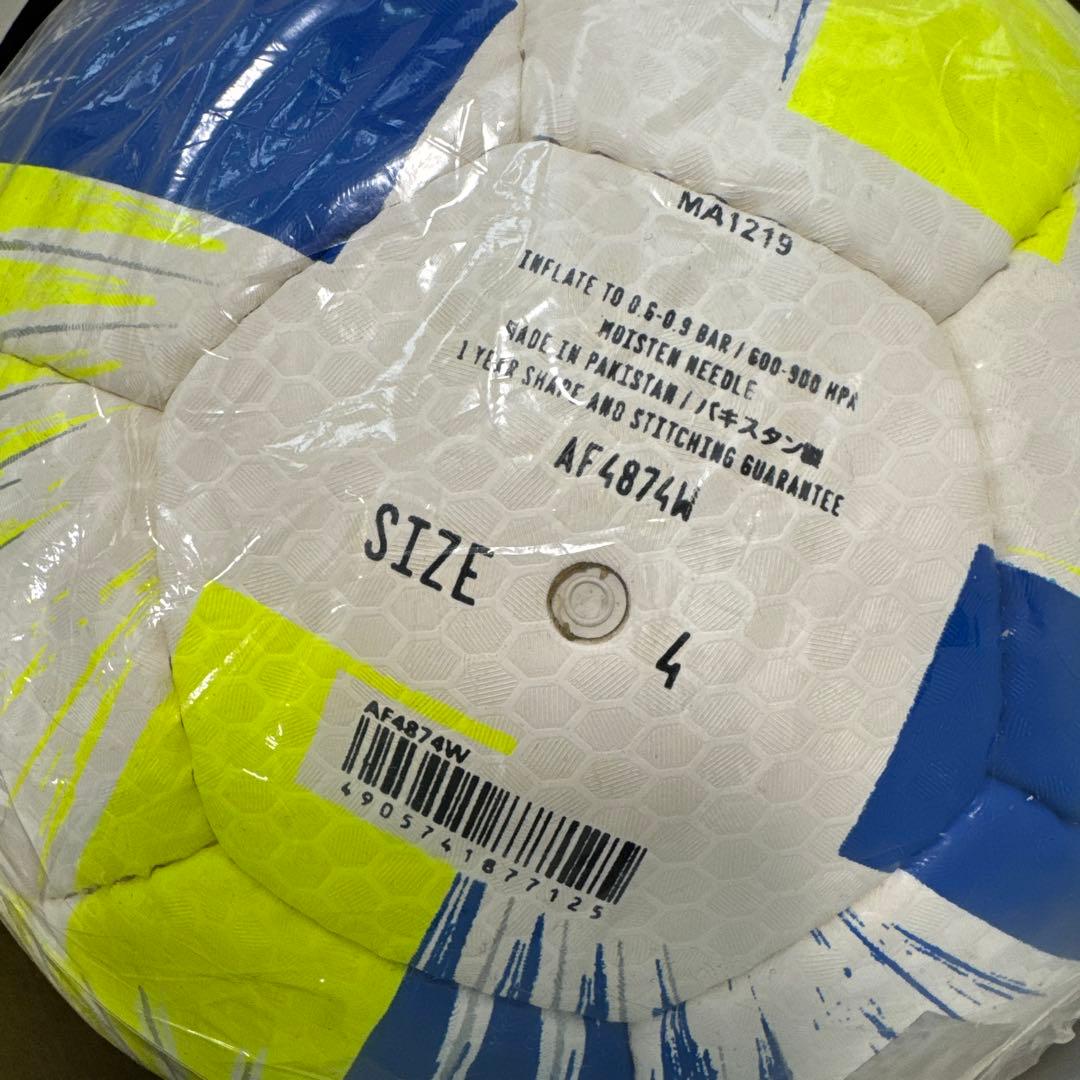 MA1219
INFLATE TO 0.6-0.9 BAR / 600-900 HPA
MOISTEN NEEDLE
MADE IN PAKISTAN / パキスタン製
1 YEAR SHAPE AND STITCHING GUARANTEE
AF4874W
SIZE 4
AF4874W
4905741877125